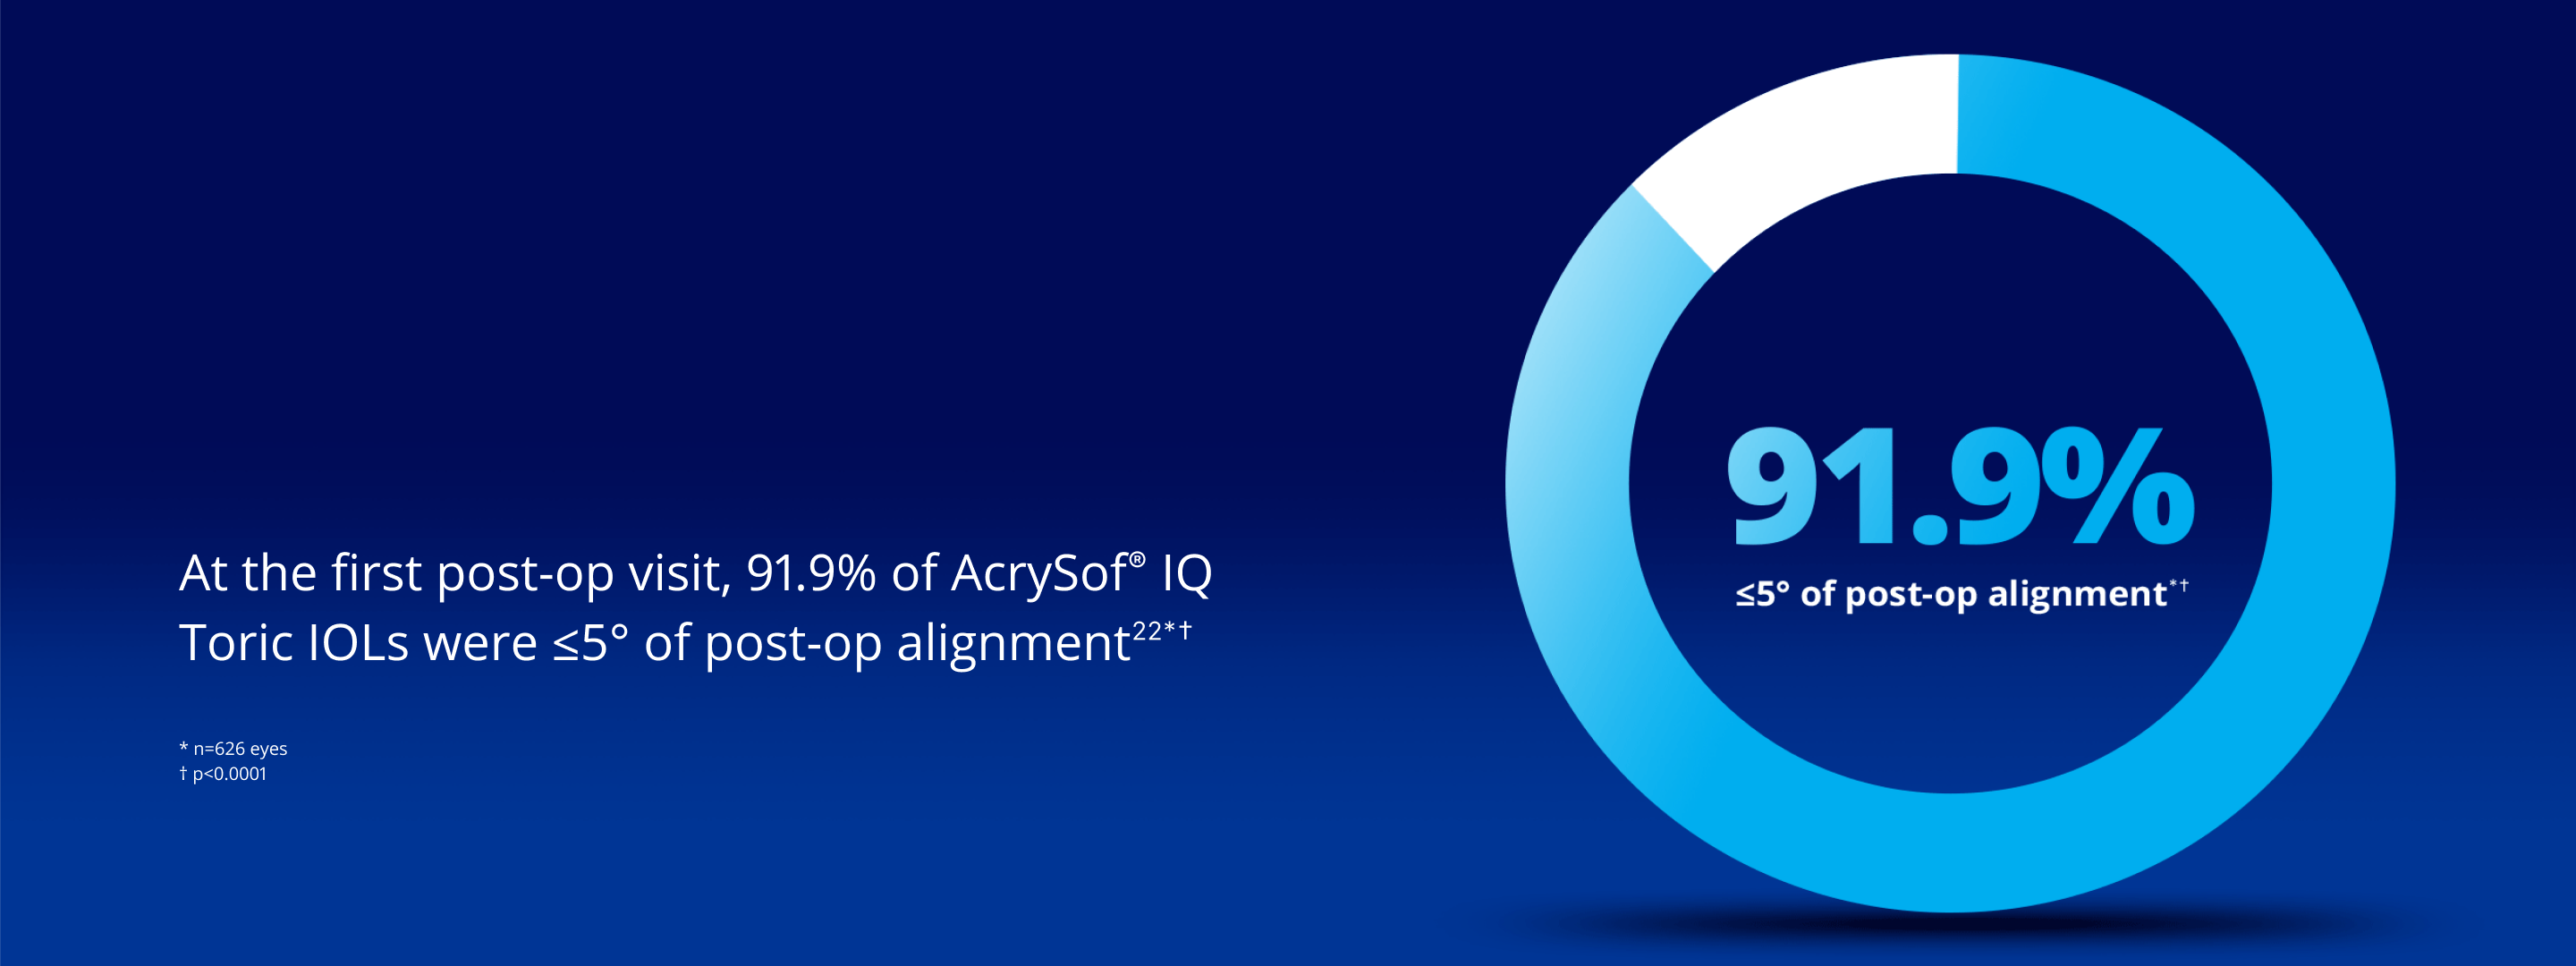 At the first post-op visit, 91.9% of AcrySof® IQ
Toric IOLs were ≤5° of post-op alignment22*†
* n=626 eyes
† p<0.0001
91.9%
≤5° of post-op alignment*†